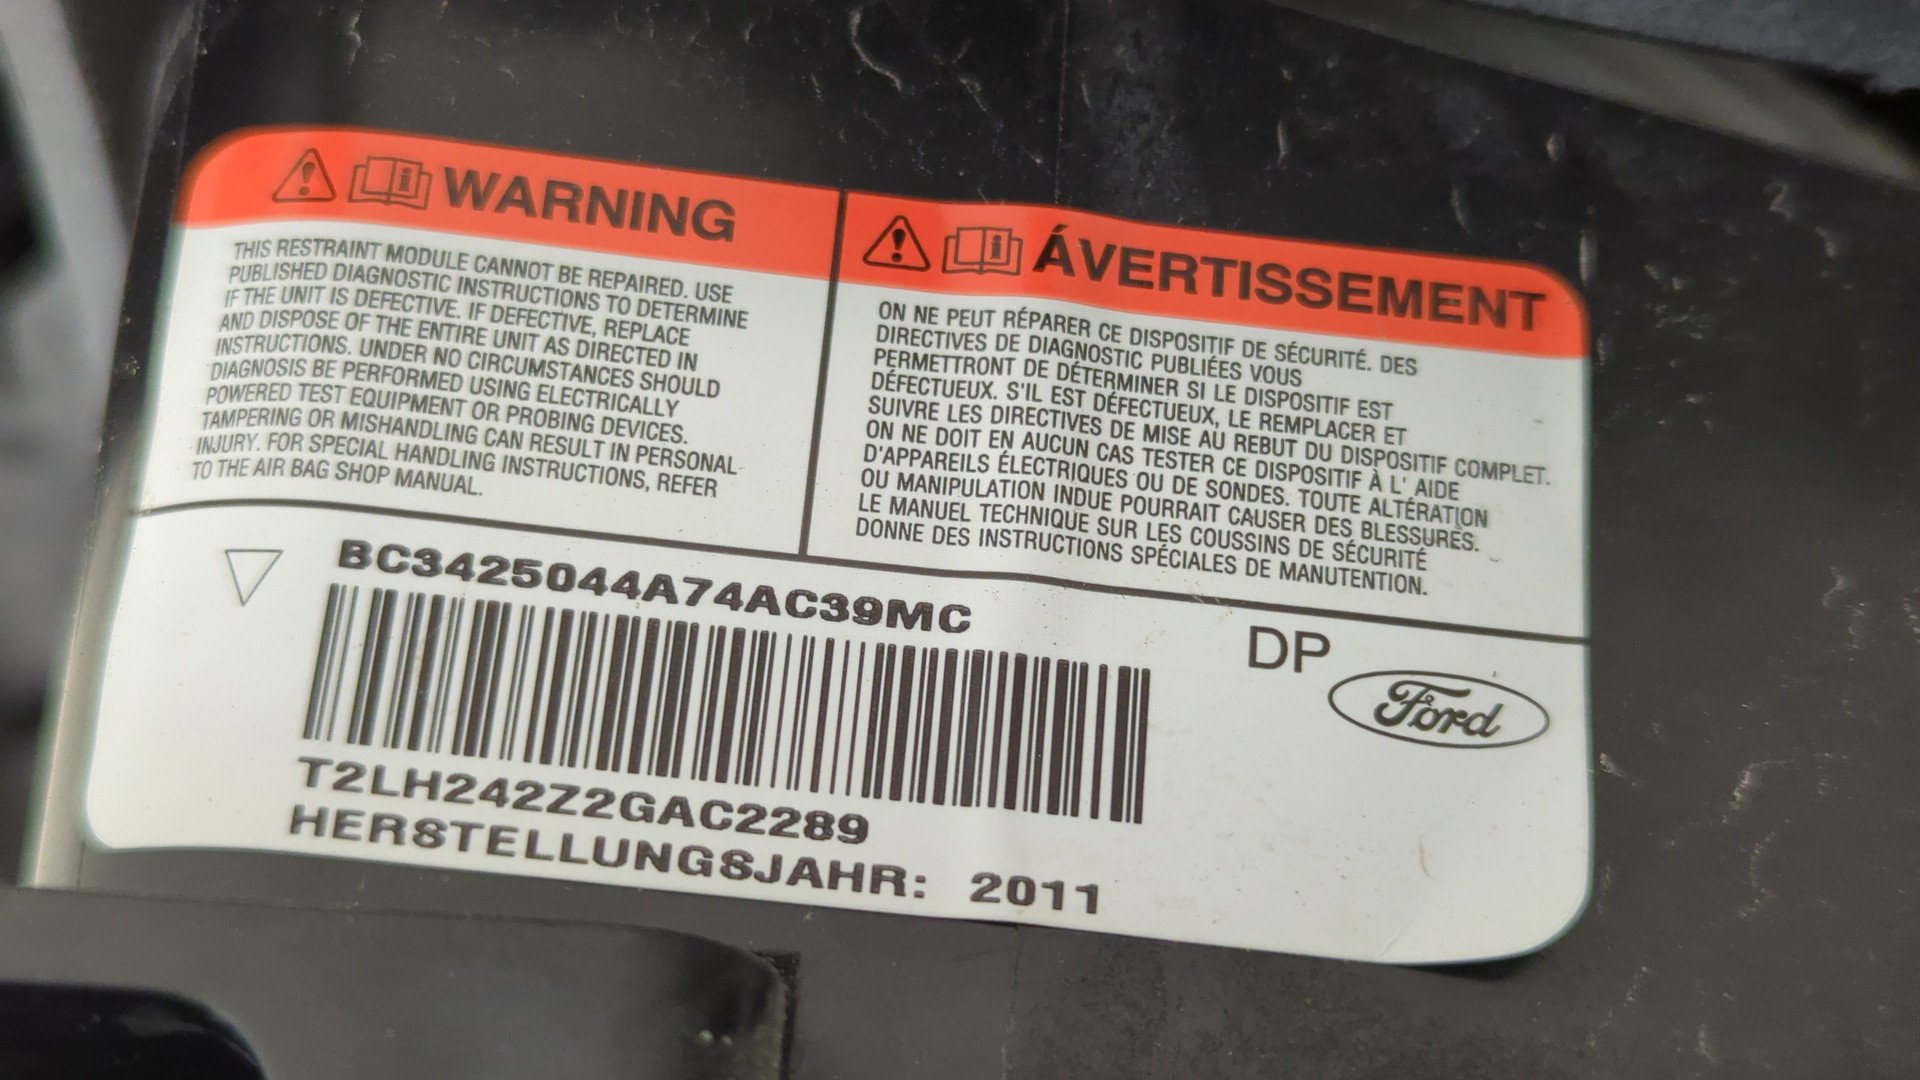 WARNING
THIS RESTRAINT MODULE CANNOT BE REPAIRED. USE
PUBLISHED DIAGNOSTIC INSTRUCTIONS TO DETERMINE
IF THE UNIT IS DEFECTIVE. IF DEFECTIVE, REPLACE
AND DISPOSE OF THE ENTIRE UNIT AS DIRECTED IN
INSTRUCTIONS. UNDER NO CIRCUMSTANCES SHOULD
DIAGNOSIS BE PERFORMED USING ELECTRICALLY
POWERED TEST EQUIPMENT OR PROBING DEVICES.
TAMPERING OR MISHANDLING CAN RESULT IN PERSONAL
INJURY. FOR SPECIAL HANDLING INSTRUCTIONS, REFER
TO THE AIR BAG SHOP MANUAL.
ÁVERTISSEMENT
ON NE PEUT RÉPARER CE DISPOSITIF DE SÉCURITÉ. DES
DIRECTIVES DE DIAGNOSTIC PUBLIÉES VOUS
PERMETTRONT DE DÉTERMINER SI LE DISPOSITIF EST
DÉFECTUEUX. S'IL EST DÉFECTUEUX, LE REMPLACER ET
SUIVRE LES DIRECTIVES DE MISE AU REBUT DU DISPOSITIF COMPLET.
ON NE DOIT EN AUCUN CAS TESTER CE DISPOSITIF À L' AIDE
D'APPAREILS ÉLECTRIQUES OU DE SONDES. TOUTE ALTÉRATION
OU MANIPULATION INDUE POURRAIT CAUSER DES BLESSURES.
LE MANUEL TECHNIQUE SUR LES COUSSINS DE SÉCURITÉ
DONNE DES INSTRUCTIONS SPÉCIALES DE MANUTENTION.
BC3425044A74AC39MC
DP
Ford
T2LH242Z2GAC2289
HERSTELLUNGSJAHR: 2011